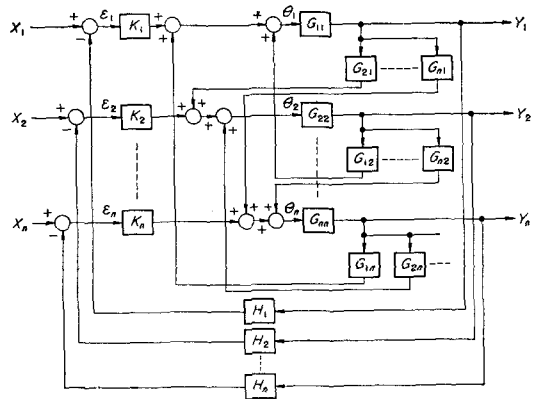 X₁ + − ε₁ K₁ + + + + θ₁ G₁₁ Y₁
G₂₁ Gₙ₁
X₂ + − ε₂ K₂ + + + + θ₂ G₂₂ Y₂
G₁₂ Gₙ₂
Xₙ + − εₙ Kₙ + + + + θₙ Gₙₙ Yₙ
G₁ₙ G₂ₙ
H₁
H₂
Hₙ